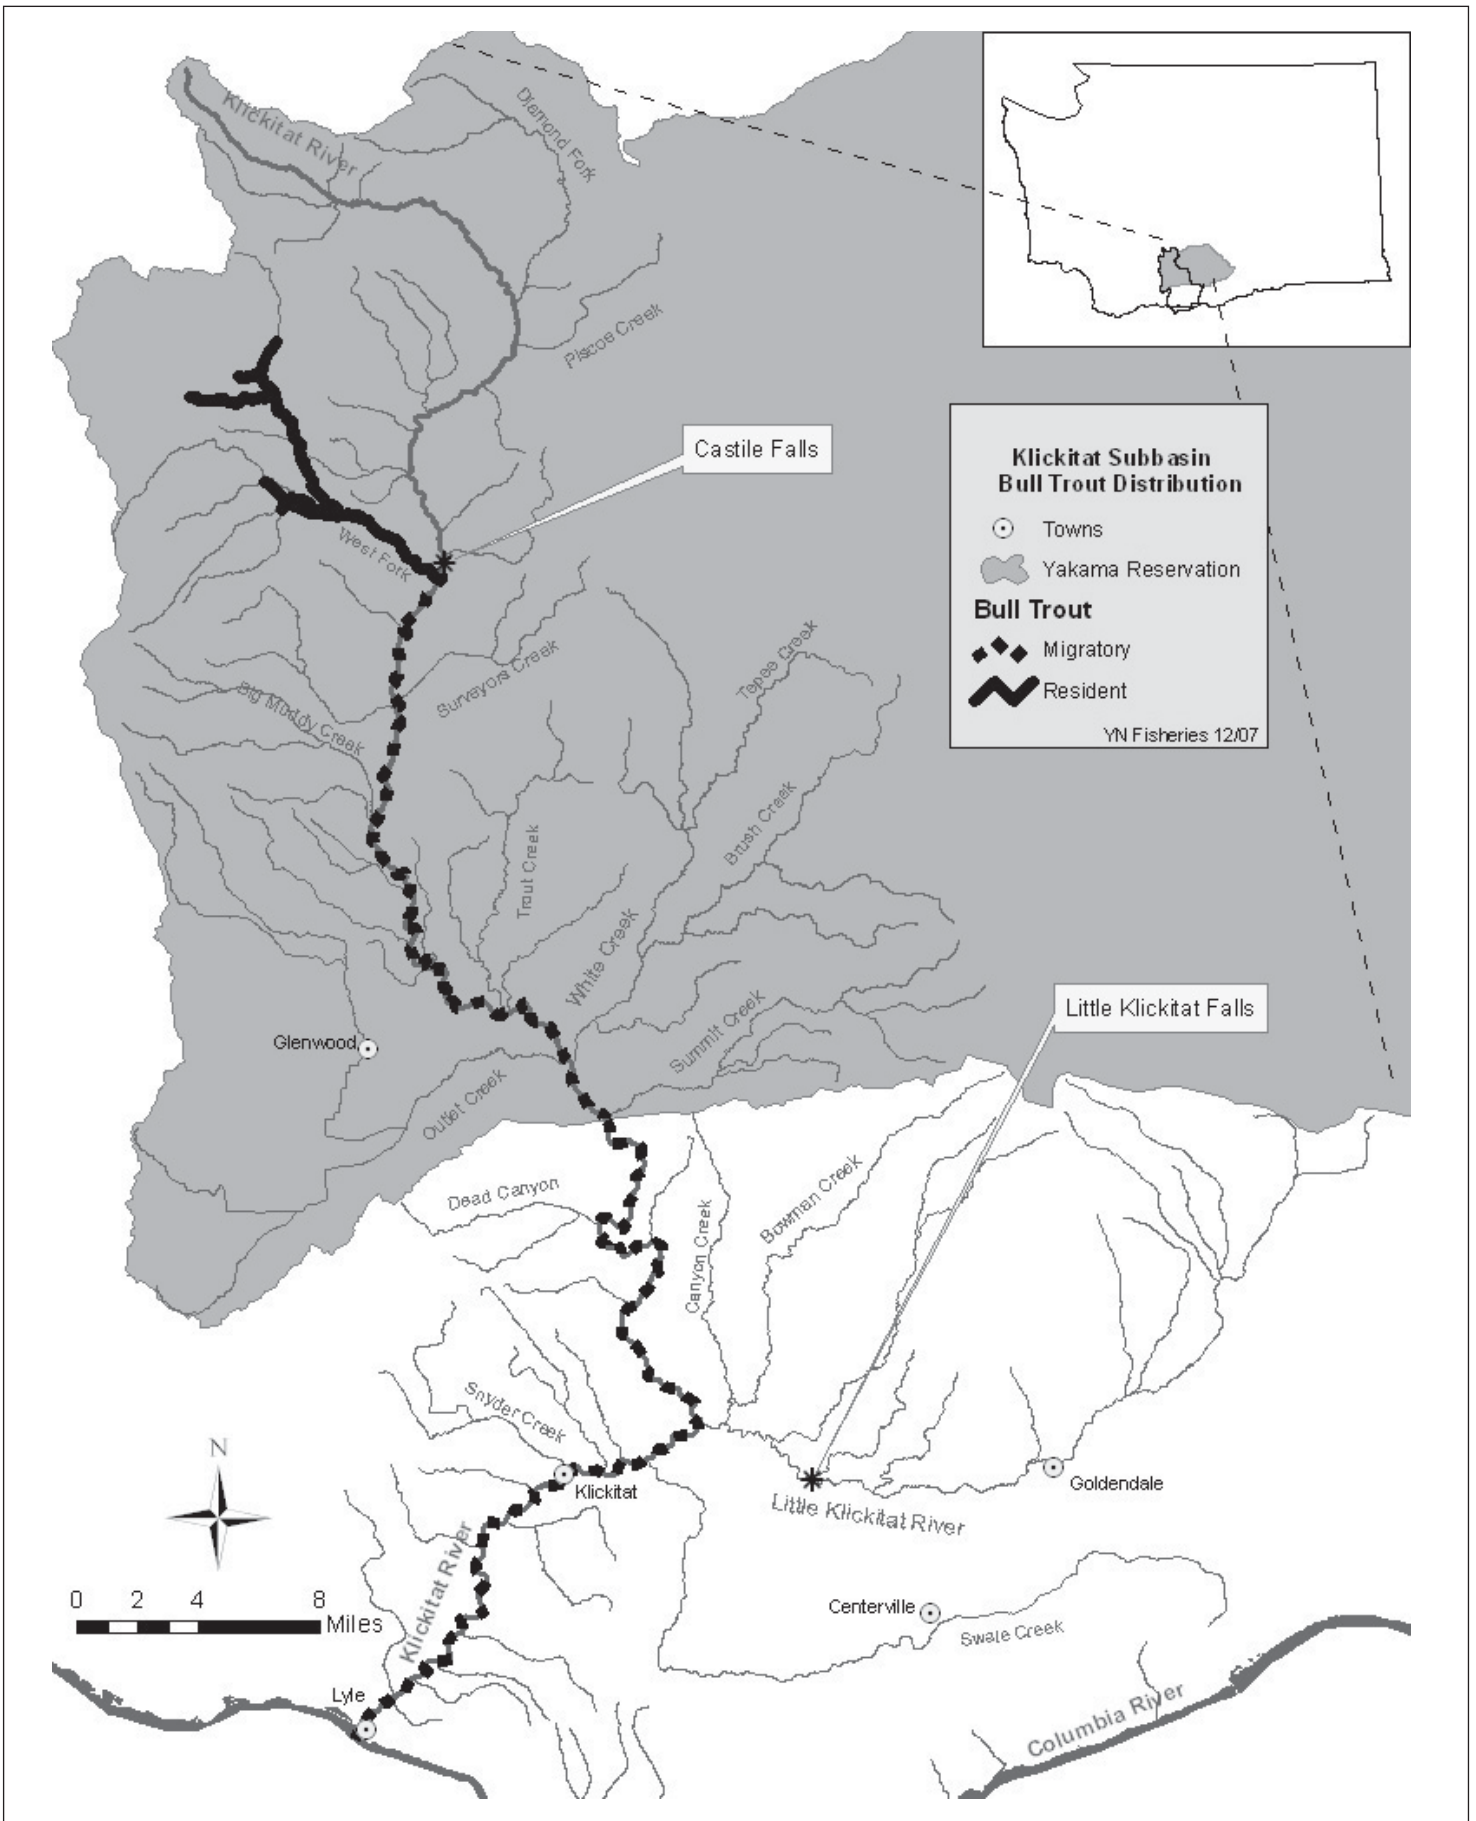 Klickitat River
Diamond Fork
Piscoe Creek
Castile Falls
Klickitat Subbasin
Bull Trout Distribution
Towns
Yakama Reservation
Bull Trout
Migratory
Resident
YN Fisheries 12/07
West Fork
Surveyors Creek
Tepee Creek
Big Muddy Creek
Brush Creek
Trout Creek
White Creek
Summit Creek
Little Klickitat Falls
Glenwood
Outlet Creek
Dead Canyon
Canyon Creek
Bowman Creek
Snyder Creek
N
Klickitat
Goldendale
Little Klickitat River
Klickitat River
0 2 4 8
Miles
Centerville
Swale Creek
Lyle
Columbia River